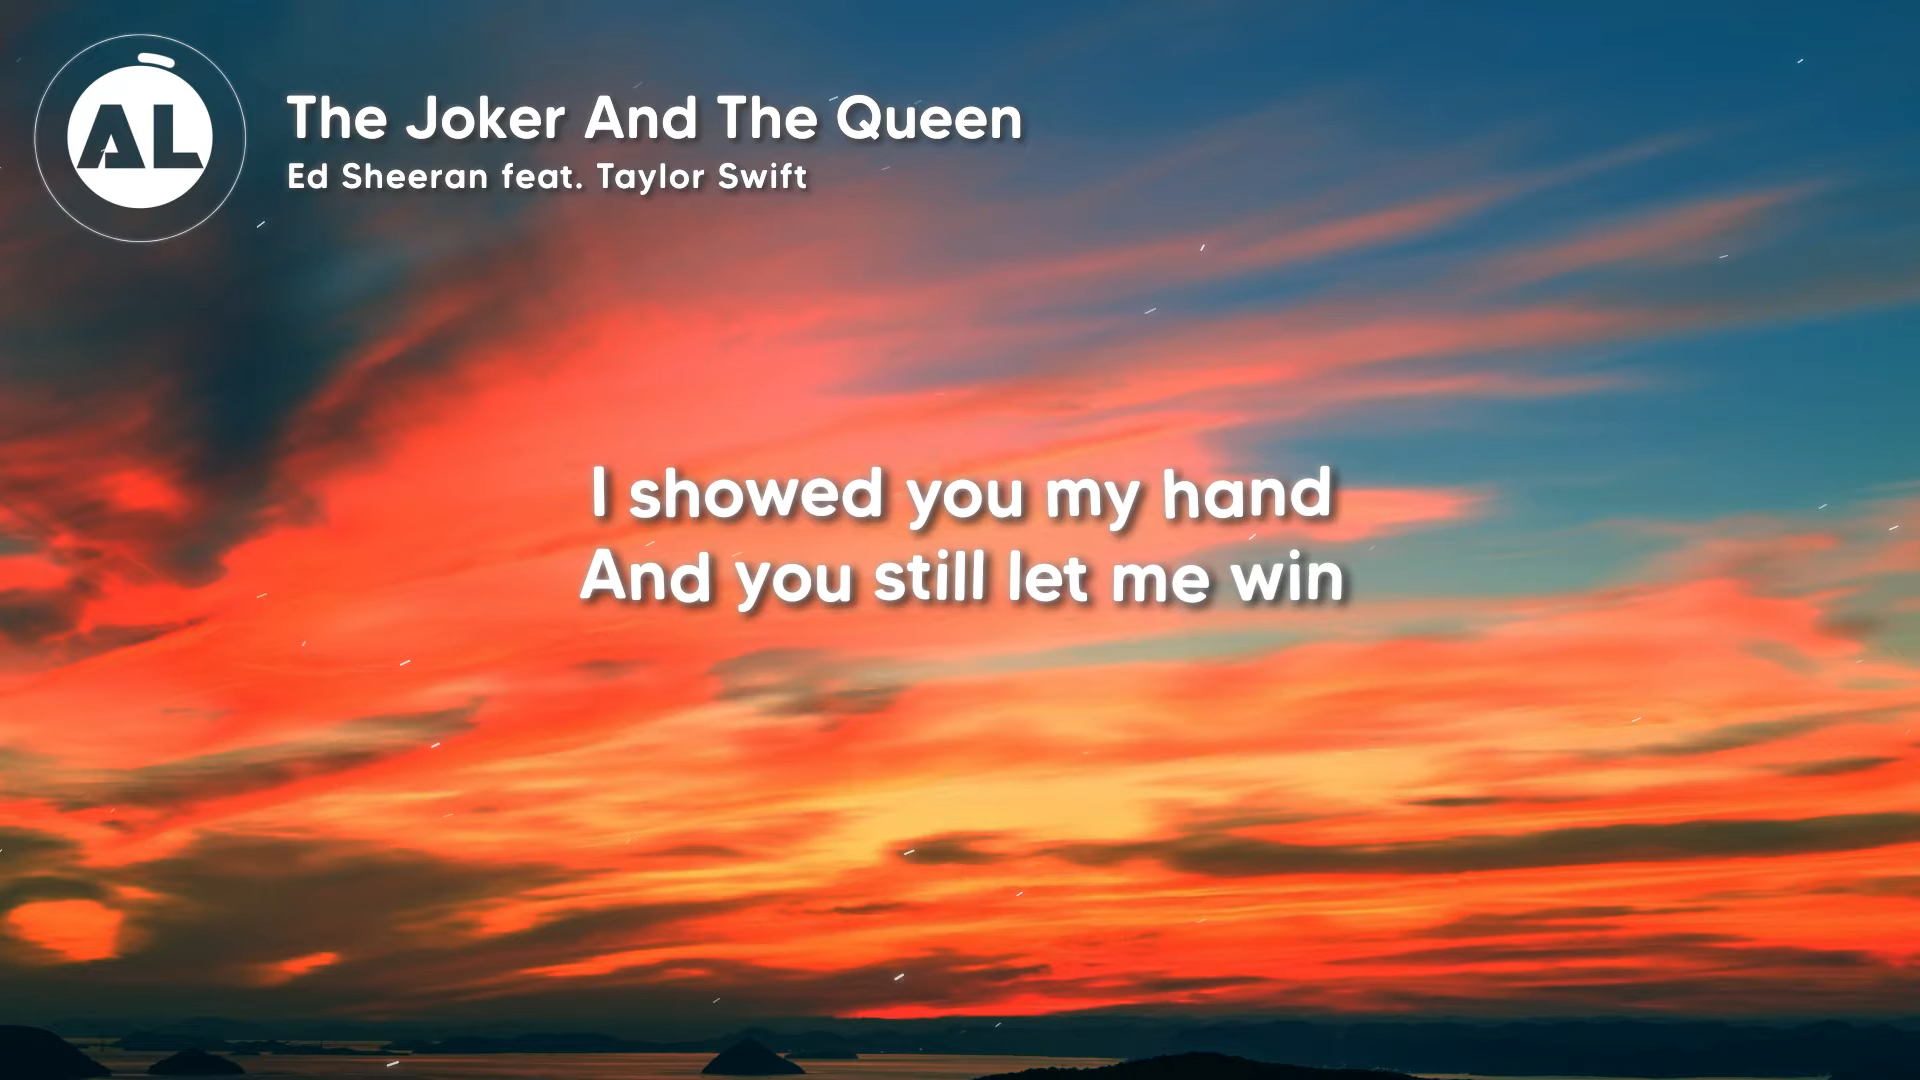 AL
The Joker And The Queen
Ed Sheeran feat. Taylor Swift
I showed you my hand
And you still let me win